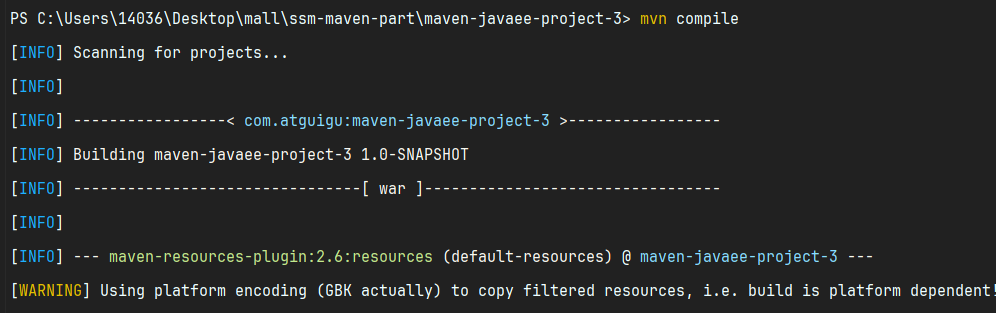 PS C:\Users\14036\Desktop\mall\ssm-maven-part\maven-javaee-project-3> mvn compile
[INFO] Scanning for projects...
[INFO]
[INFO] -----------------< com.atguigu:maven-javaee-project-3 >-----------------
[INFO] Building maven-javaee-project-3 1.0-SNAPSHOT
[INFO] --------------------------------[ war ]---------------------------------
[INFO]
[INFO] --- maven-resources-plugin:2.6:resources (default-resources) @ maven-javaee-project-3 ---
[WARNING] Using platform encoding (GBK actually) to copy filtered resources, i.e. build is platform dependent!